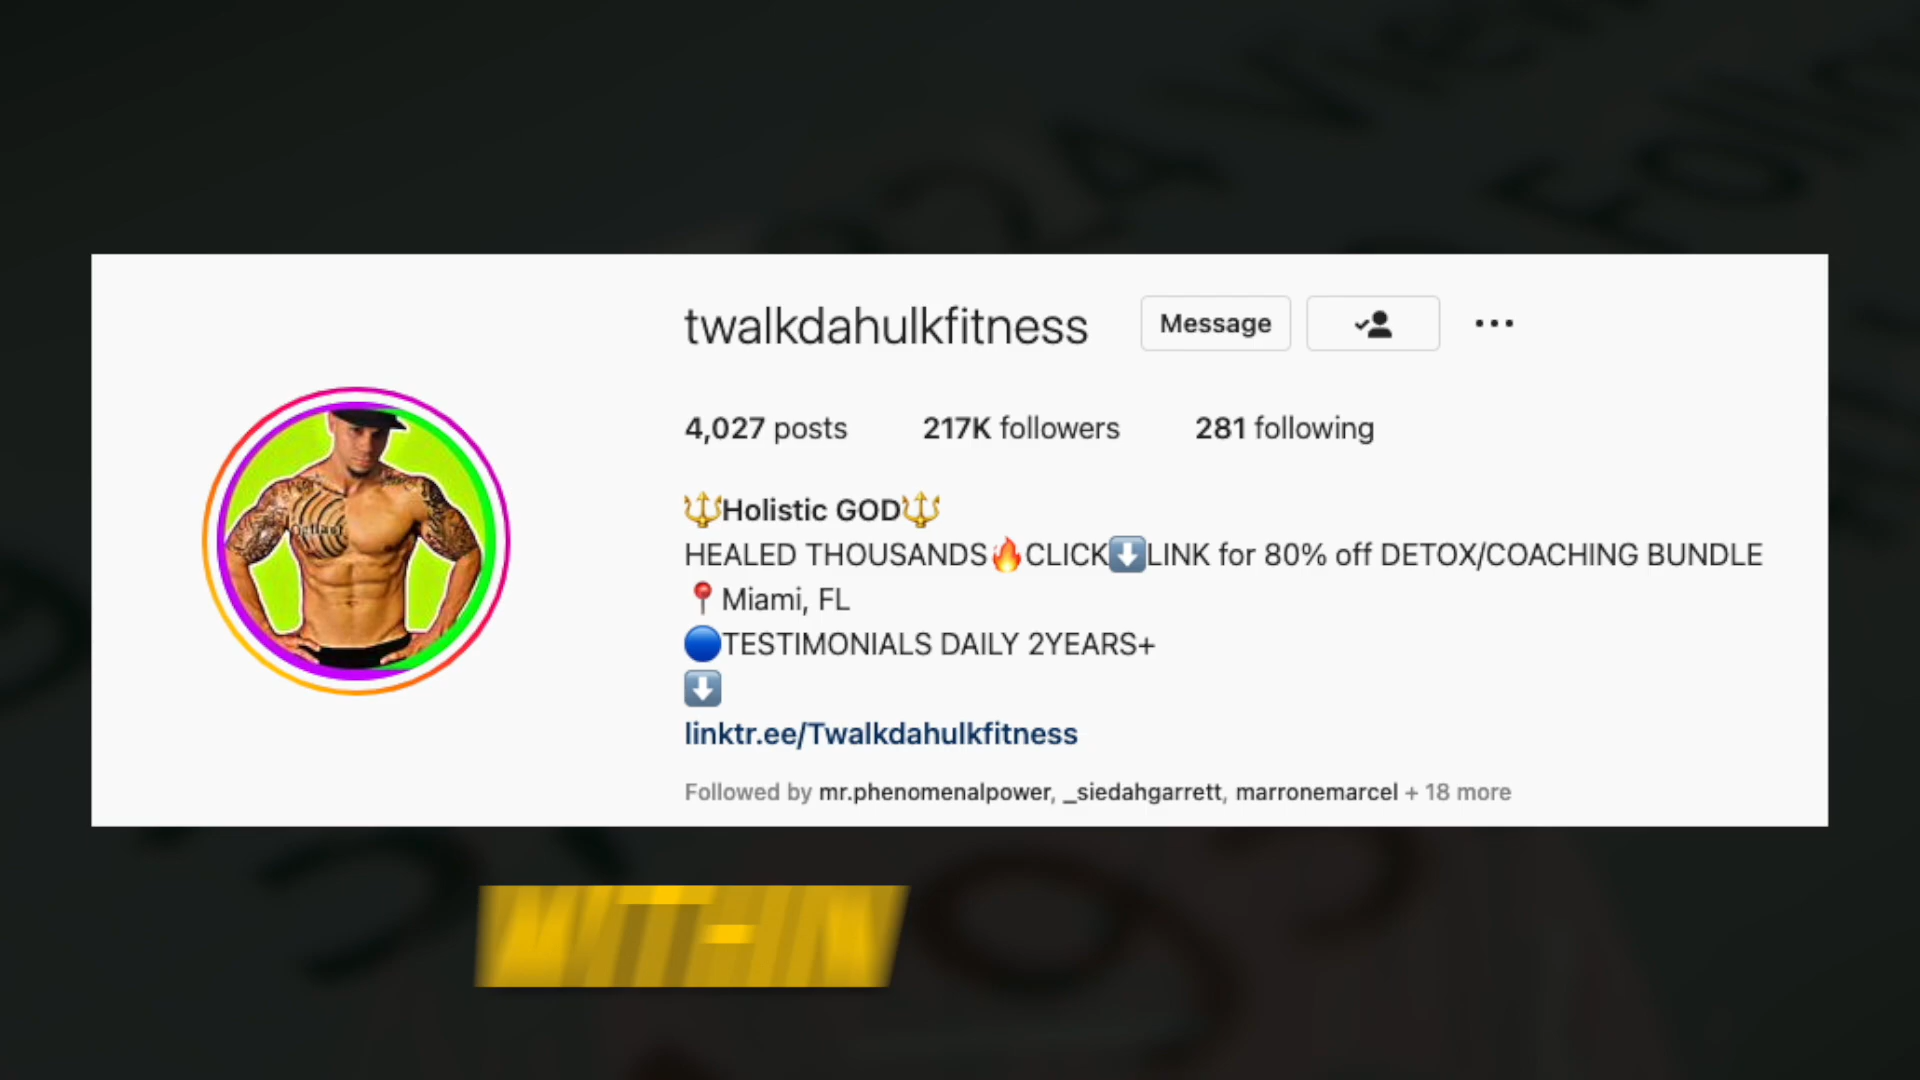 twalkdahulkfitness Message
4,027 posts 217K followers 281 following
🔱Holistic GOD🔱
HEALED THOUSANDS🔥CLICK⬇️LINK for 80% off DETOX/COACHING BUNDLE
📍Miami, FL
🔵TESTIMONIALS DAILY 2YEARS+
⬇️
linktr.ee/Twalkdahulkfitness
Followed by mr.phenomenalpower, _siedahgarrett, marronemarcel + 18 more